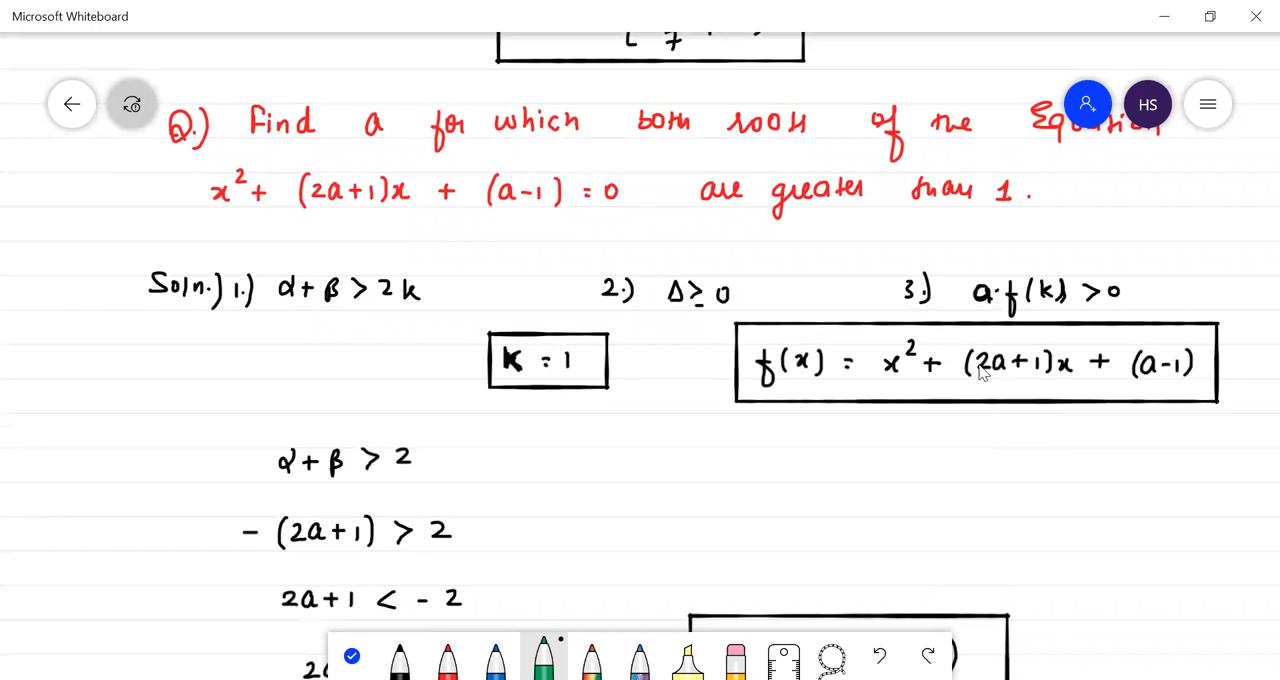 Microsoft Whiteboard
HS
Q.) Find a for which both roots of the Equation
x² + (2a+1)x + (a-1) = 0 are greater than 1.
Soln.) 1.) α + β > 2k 2.) Δ ≥ 0 3.) a.f(k) > 0
k = 1 f(x) = x² + (2a+1)x + (a-1)
α + β > 2
- (2a+1) > 2
2a+1 < - 2